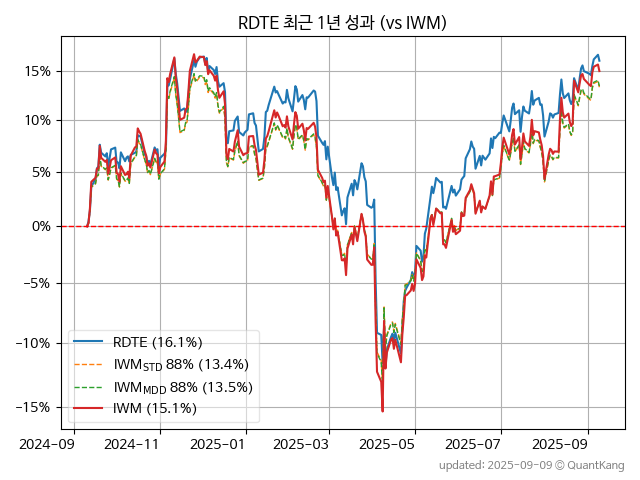 RDTE 최근 1년 성과 (vs IWM)
15%
10%
5%
0%
−5%
−10%
−15%
RDTE (16.1%)
IWM_STD 88% (13.4%)
IWM_MDD 88% (13.5%)
IWM (15.1%)
2024-09 2024-11 2025-01 2025-03 2025-05 2025-07 2025-09
updated: 2025-09-09 © QuantKang